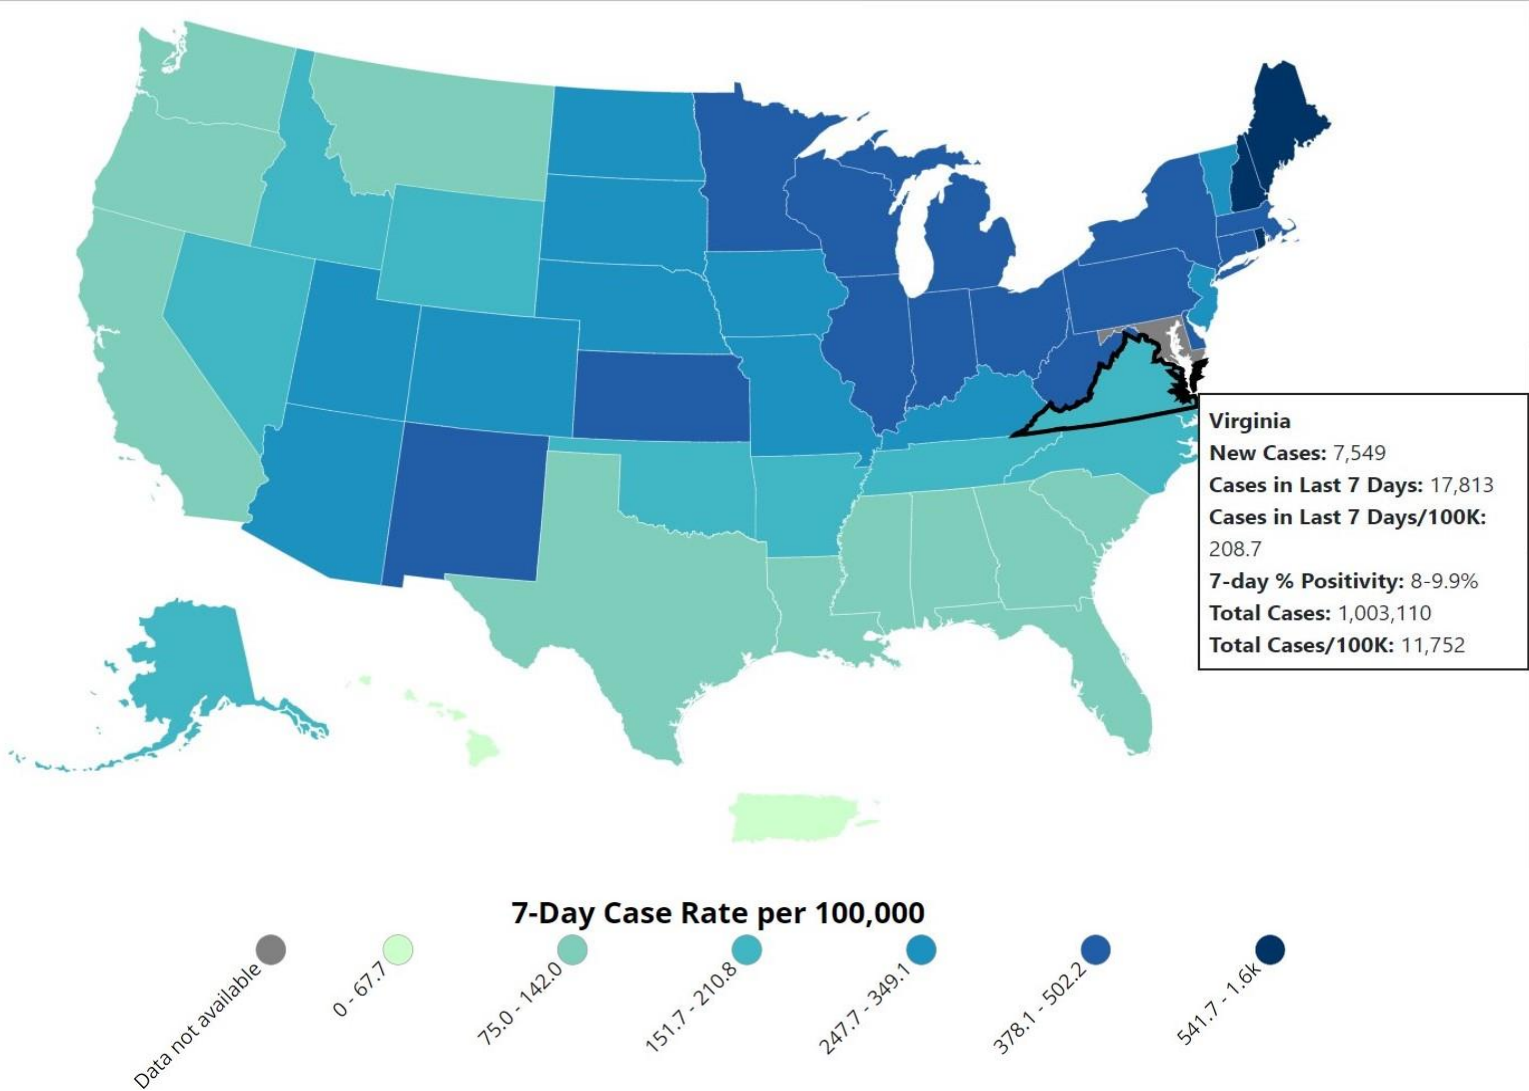 Virginia
New Cases: 7,549
Cases in Last 7 Days: 17,813
Cases in Last 7 Days/100K:
208.7
7-day % Positivity: 8-9.9%
Total Cases: 1,003,110
Total Cases/100K: 11,752
7-Day Case Rate per 100,000
Data not available
0 - 67.7
75.0 - 142.0
151.7 - 210.8
247.7 - 349.1
378.1 - 502.2
541.7 - 1.6k